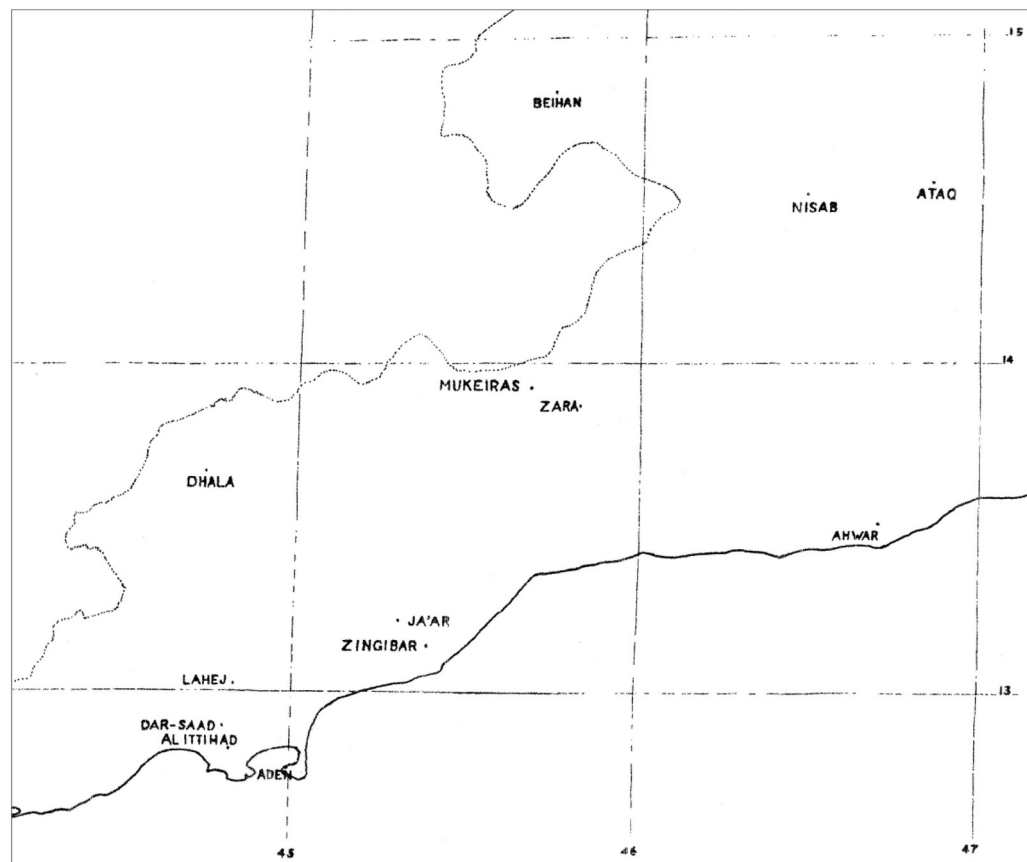 15
BEIHAN
NISAB
ATAQ
14
MUKEIRAS
ZARA
DHALA
AHWAR
JA'AR
ZINGIBAR
LAHEJ
13
DAR-SAAD
AL ITTIHAD
ADEN
45
46
47